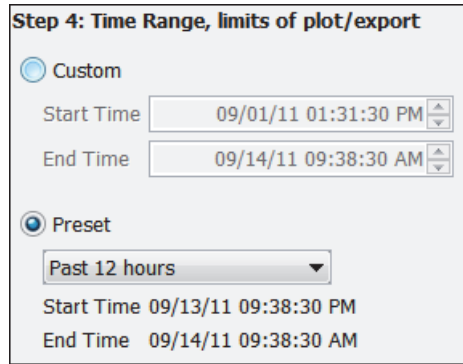 Step 4: Time Range, limits of plot/export
Custom
Start Time 09/01/11 01:31:30 PM
End Time 09/14/11 09:38:30 AM
Preset
Past 12 hours
Start Time 09/13/11 09:38:30 PM
End Time 09/14/11 09:38:30 AM